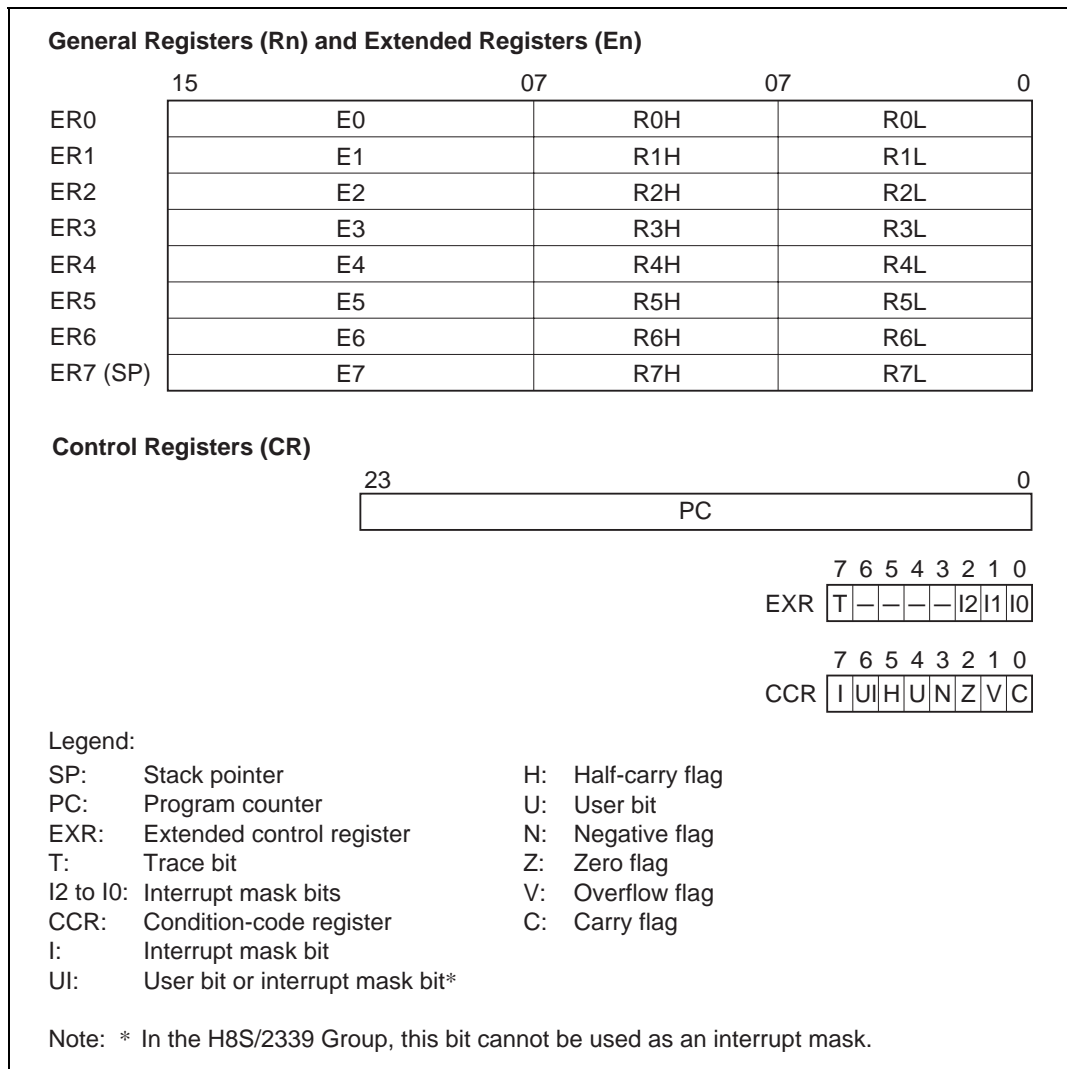 General Registers (Rn) and Extended Registers (En)
15 07 07 0
ER0 E0 R0H R0L
ER1 E1 R1H R1L
ER2 E2 R2H R2L
ER3 E3 R3H R3L
ER4 E4 R4H R4L
ER5 E5 R5H R5L
ER6 E6 R6H R6L
ER7 (SP) E7 R7H R7L
Control Registers (CR)
23 0
PC
7 6 5 4 3 2 1 0
EXR T — — — — I2 I1 I0
7 6 5 4 3 2 1 0
CCR I UI H U N Z V C
Legend:
SP: Stack pointer
PC: Program counter
EXR: Extended control register
T: Trace bit
I2 to I0: Interrupt mask bits
CCR: Condition-code register
I: Interrupt mask bit
UI: User bit or interrupt mask bit*
H: Half-carry flag
U: User bit
N: Negative flag
Z: Zero flag
V: Overflow flag
C: Carry flag
Note: * In the H8S/2339 Group, this bit cannot be used as an interrupt mask.